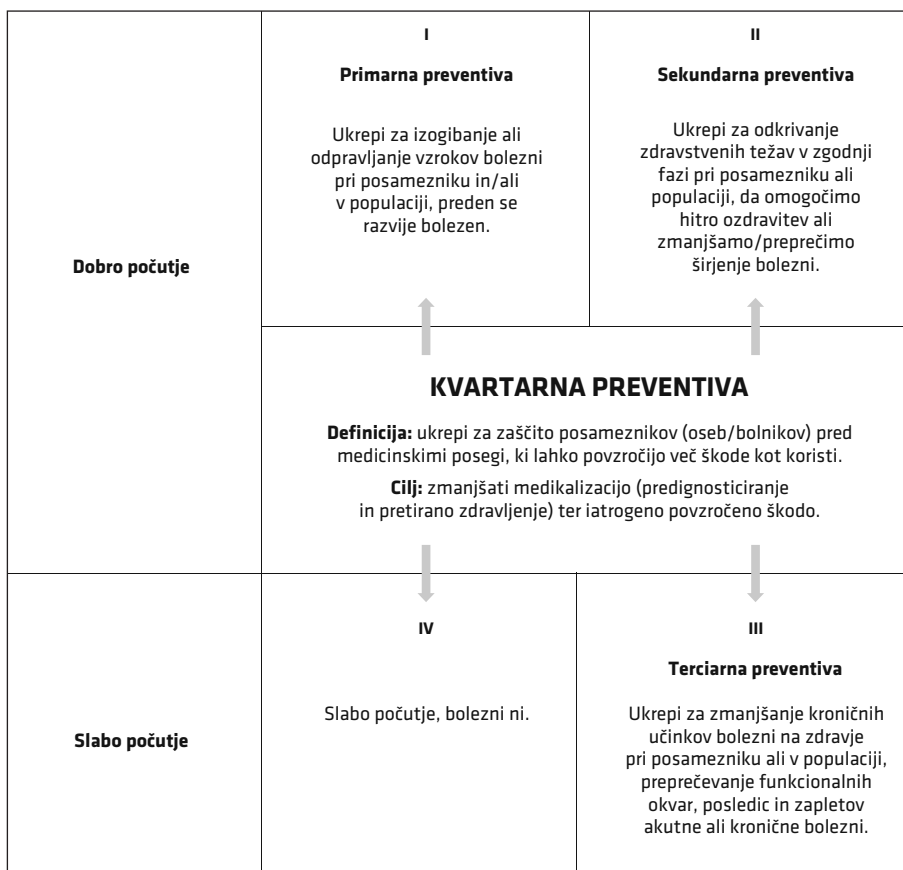 Dobro počutje
I
Primarna preventiva
Ukrepi za izogibanje ali
odpravljanje vzrokov bolezni
pri posamezniku in/ali
v populaciji, preden se
razvije bolezen.
II
Sekundarna preventiva
Ukrepi za odkrivanje
zdravstvenih težav v zgodnji
fazi pri posamezniku ali
populaciji, da omogočimo
hitro ozdravitev ali
zmanjšamo/preprečimo
širjenje bolezni.
KVARTARNA PREVENTIVA
Definicija: ukrepi za zaščito posameznikov (oseb/bolnikov) pred
medicinskimi posegi, ki lahko povzročijo več škode kot koristi.
Cilj: zmanjšati medikalizacijo (predignosticiranje
in pretirano zdravljenje) ter iatrogeno povzročeno škodo.
Slabo počutje
IV
Slabo počutje, bolezni ni.
III
Terciarna preventiva
Ukrepi za zmanjšanje kroničnih
učinkov bolezni na zdravje
pri posamezniku ali v populaciji,
preprečevanje funkcionalnih
okvar, posledic in zapletov
akutne ali kronične bolezni.